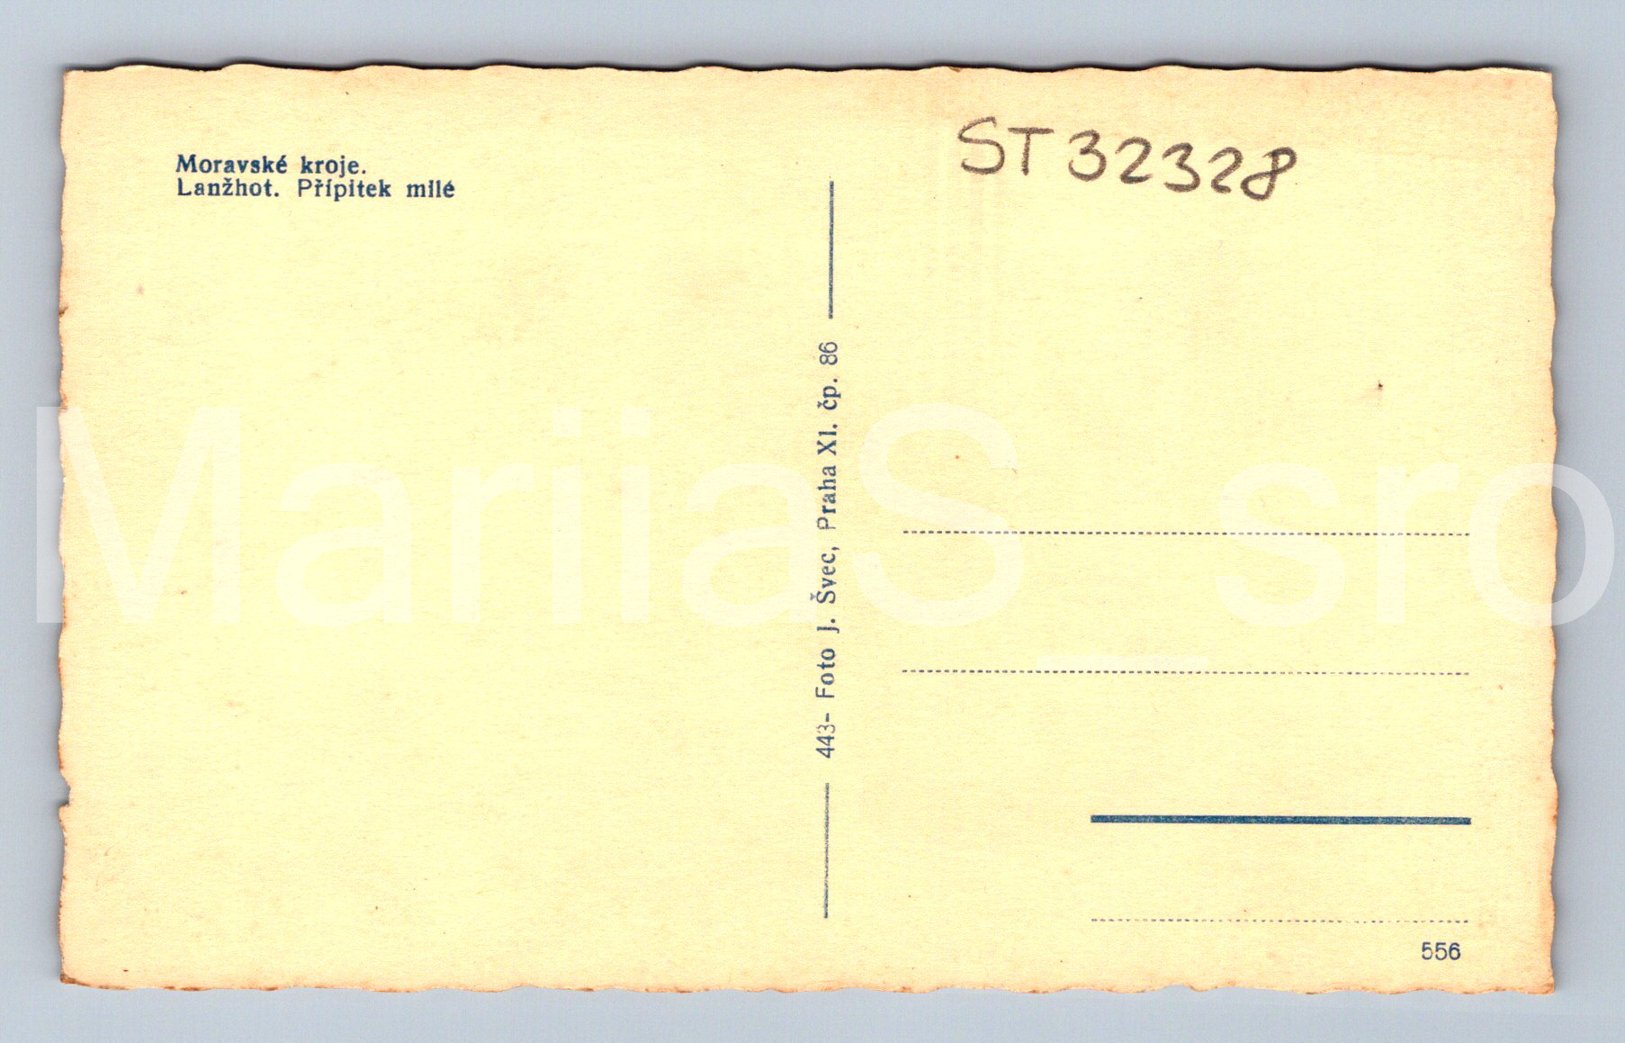 Moravské kroje.
Lanžhot. Přípitek milé
ST32328
443- Foto J. Švec, Praha XI. čp. 86
556
MariiaS_sro